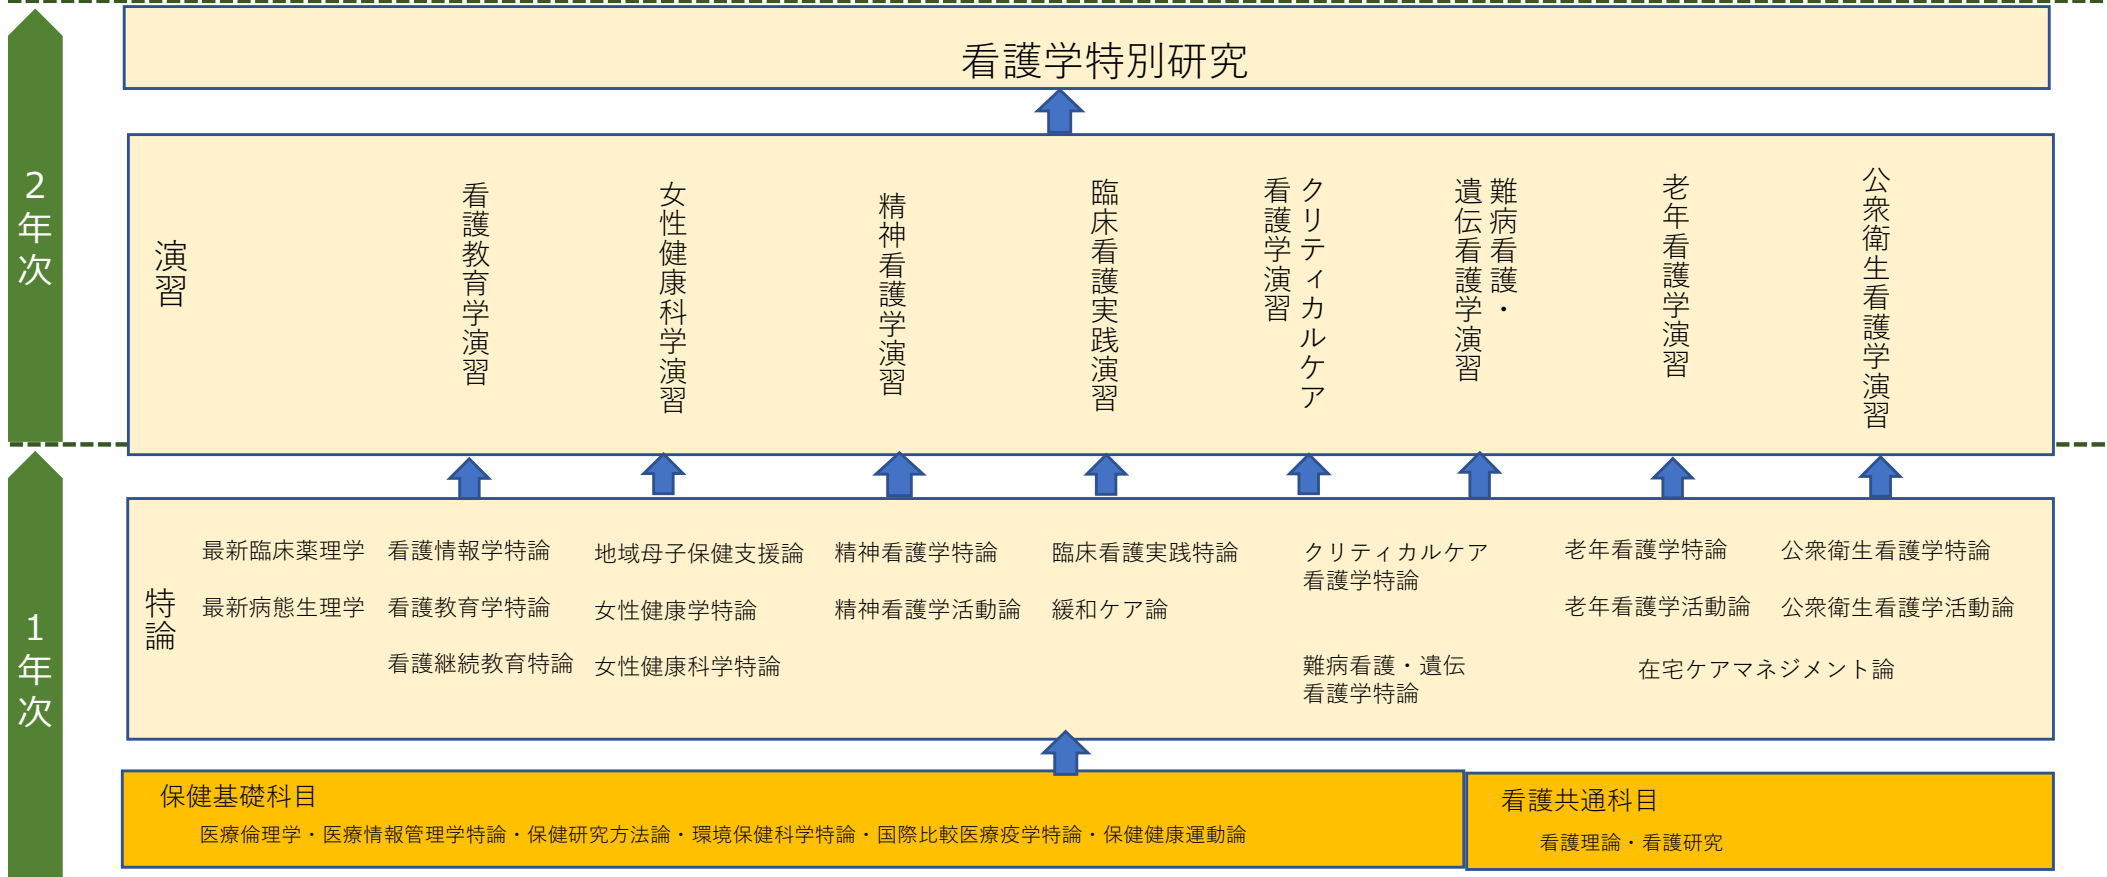 看護学特別研究
2年次
演習
看護教育学演習
女性健康科学演習
精神看護学演習
臨床看護実践演習
クリティカルケア
看護学演習
難病看護・
遺伝看護学演習
老年看護学演習
公衆衛生看護学演習
1年次
特論
最新臨床薬理学
最新病態生理学
看護情報学特論
看護教育学特論
看護継続教育特論
地域母子保健支援論
女性健康学特論
女性健康科学特論
精神看護学特論
精神看護学活動論
臨床看護実践特論
緩和ケア論
クリティカルケア
看護学特論
難病看護・遺伝
看護学特論
老年看護学特論
老年看護学活動論
公衆衛生看護学特論
公衆衛生看護学活動論
在宅ケアマネジメント論
保健基礎科目
医療倫理学・医療情報管理学特論・保健研究方法論・環境保健科学特論・国際比較医療疫学特論・保健健康運動論
看護共通科目
看護理論・看護研究